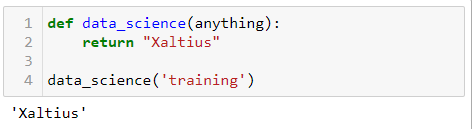 1 def data_science(anything):
2     return "Xaltius"
3
4 data_science('training')
'Xaltius'